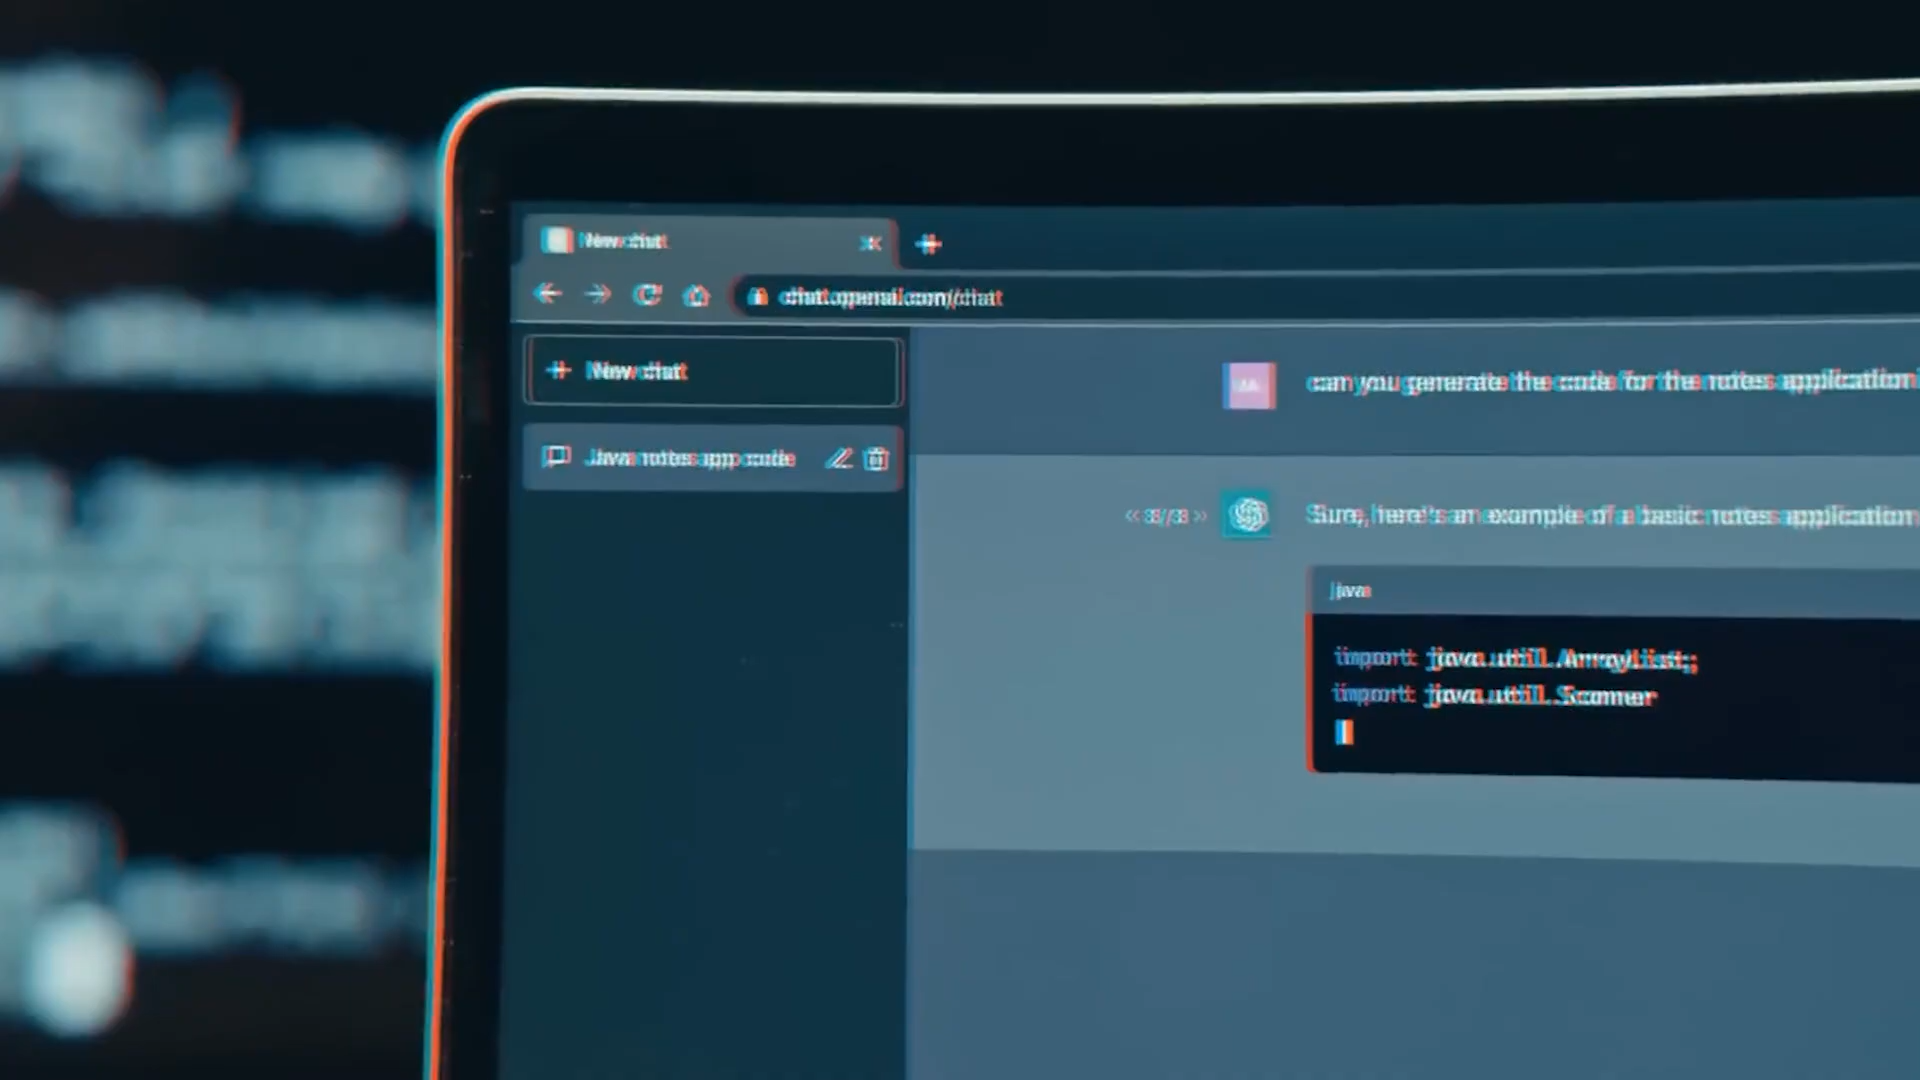 New chat
chat.openai.com/chat
New chat
Java notes app code
can you generate the code for the notes application
3/3
Sure, here's an example of a basic notes application
java
import java.util.ArrayList;
import java.util.Scanner